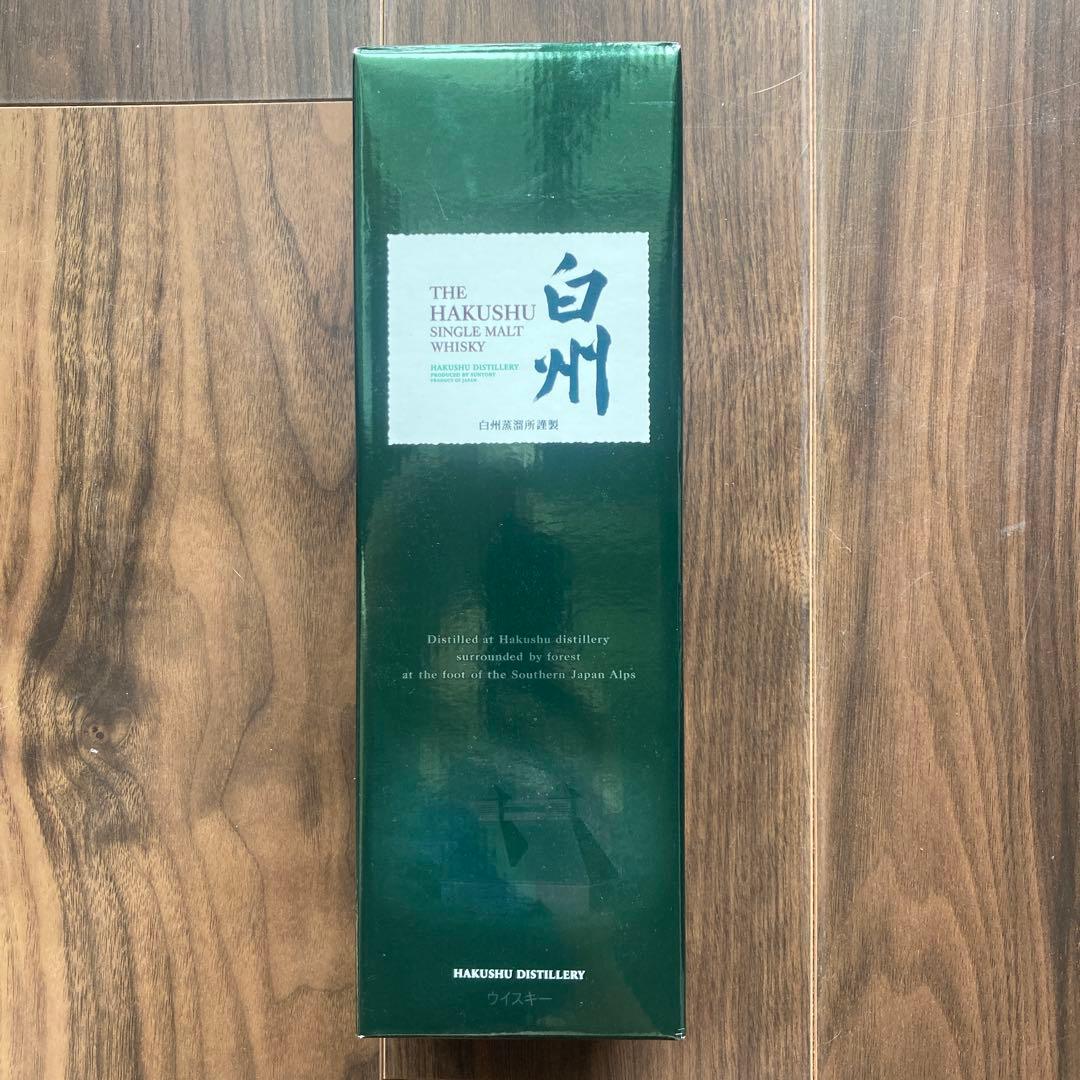 THE
HAKUSHU
SINGLE MALT
WHISKY
HAKUSHU DISTILLERY
PRODUCED BY SUNTORY
PRODUCT OF JAPAN
白州
白州蒸溜所謹製
Distilled at Hakushu distillery
surrounded by forest
at the foot of the Southern Japan Alps
HAKUSHU DISTILLERY
ウイスキー